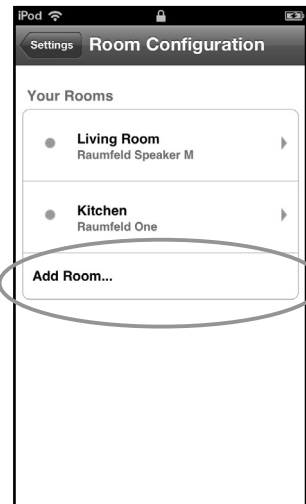 iPod
Settings Room Configuration
Your Rooms
Living Room
Raumfeld Speaker M
Kitchen
Raumfeld One
Add Room...